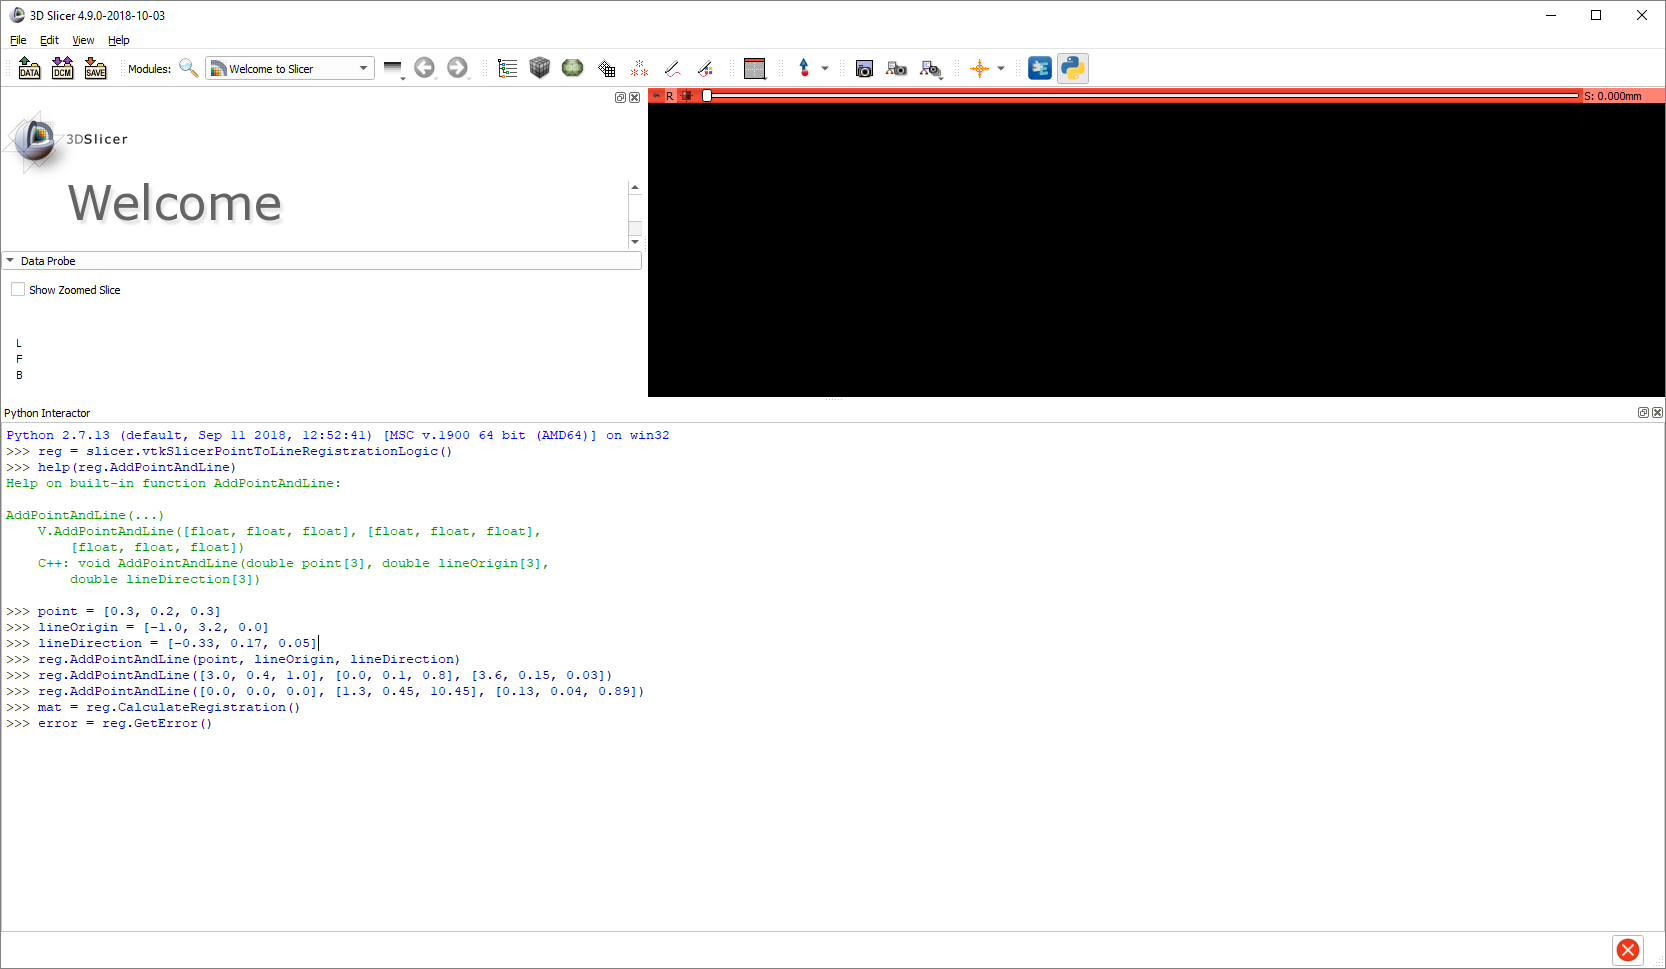 3D Slicer 4.9.0-2018-10-03
File Edit View Help
DATA DCM SAVE Modules: Welcome to Slicer
R S: 0.000mm
3DSlicer
Welcome
Data Probe
Show Zoomed Slice
L
F
B
Python Interactor
Python 2.7.13 (default, Sep 11 2018, 12:52:41) [MSC v.1900 64 bit (AMD64)] on win32
>>> reg = slicer.vtkSlicerPointToLineRegistrationLogic()
>>> help(reg.AddPointAndLine)
Help on built-in function AddPointAndLine:
AddPointAndLine(...)
V.AddPointAndLine([float, float, float], [float, float, float],
[float, float, float])
C++: void AddPointAndLine(double point[3], double lineOrigin[3],
double lineDirection[3])
>>> point = [0.3, 0.2, 0.3]
>>> lineOrigin = [-1.0, 3.2, 0.0]
>>> lineDirection = [-0.33, 0.17, 0.05]
>>> reg.AddPointAndLine(point, lineOrigin, lineDirection)
>>> reg.AddPointAndLine([3.0, 0.4, 1.0], [0.0, 0.1, 0.8], [3.6, 0.15, 0.03])
>>> reg.AddPointAndLine([0.0, 0.0, 0.0], [1.3, 0.45, 10.45], [0.13, 0.04, 0.89])
>>> mat = reg.CalculateRegistration()
>>> error = reg.GetError()